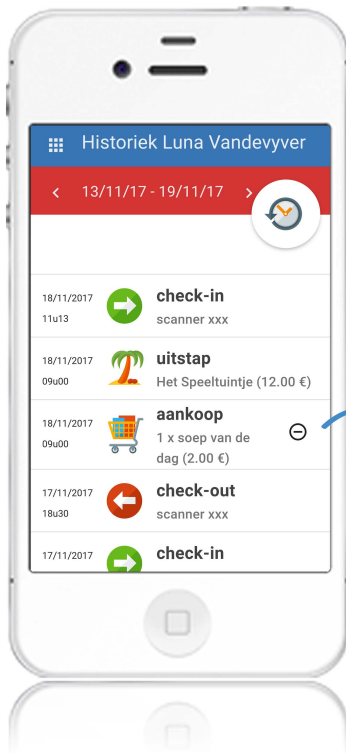 Historiek Luna Vandevyver
13/11/17 - 19/11/17
18/11/2017
11u13
check-in
scanner xxx
18/11/2017
09u00
uitstap
Het Speeltuintje (12.00 €)
18/11/2017
09u00
aankoop
1 x soep van de
dag (2.00 €)
17/11/2017
18u30
check-out
scanner xxx
17/11/2017
check-in